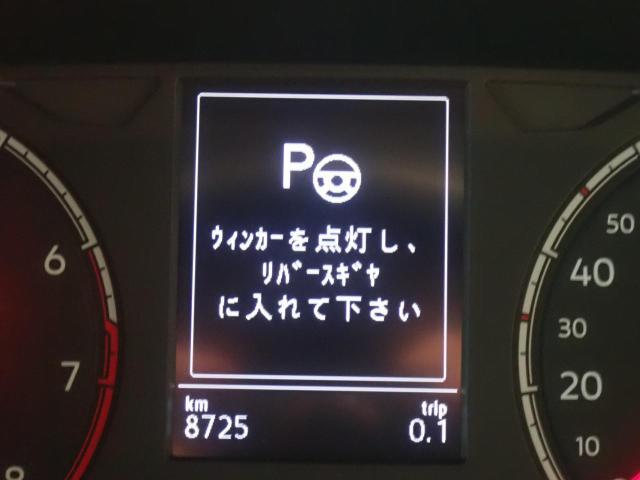 P
ウィンカーを点灯し、
リバースギヤ
に入れて下さい
km
8725
trip
0.1
6
7
8
50
40
30
20
10